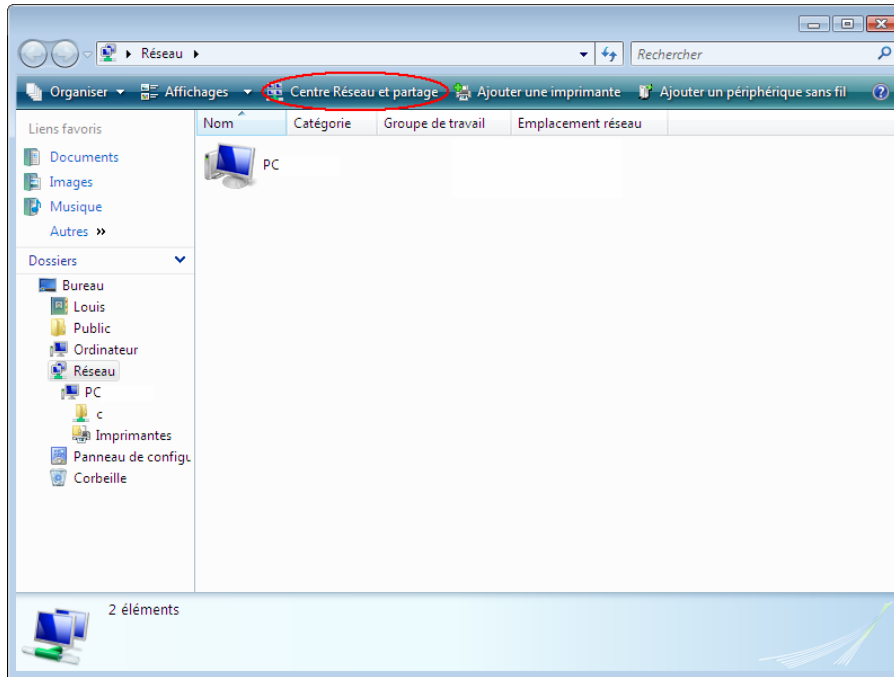 Réseau
Rechercher
Organiser Affichages Centre Réseau et partage Ajouter une imprimante Ajouter un périphérique sans fil
Liens favoris
Documents
Images
Musique
Autres »
Dossiers
Bureau
Louis
Public
Ordinateur
Réseau
PC
c
Imprimantes
Panneau de configu
Corbeille
Nom Catégorie Groupe de travail Emplacement réseau
PC
2 éléments